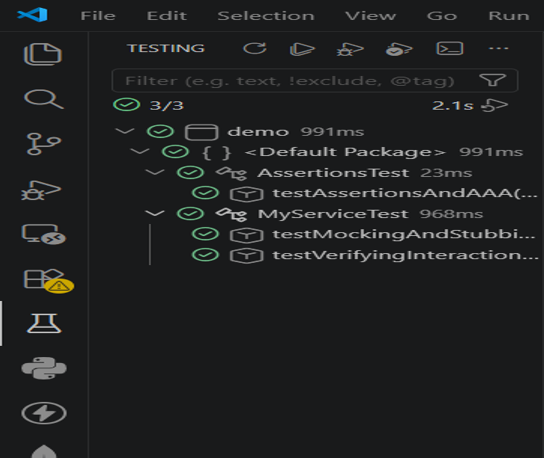 File Edit Selection View Go Run
TESTING
Filter (e.g. text, !exclude, @tag)
3/3 2.1s
demo 991ms
{ } <Default Package> 991ms
AssertionsTest 23ms
testAssertionsAndAAA(...
MyServiceTest 968ms
testMockingAndStubbi...
testVerifyingInteraction...